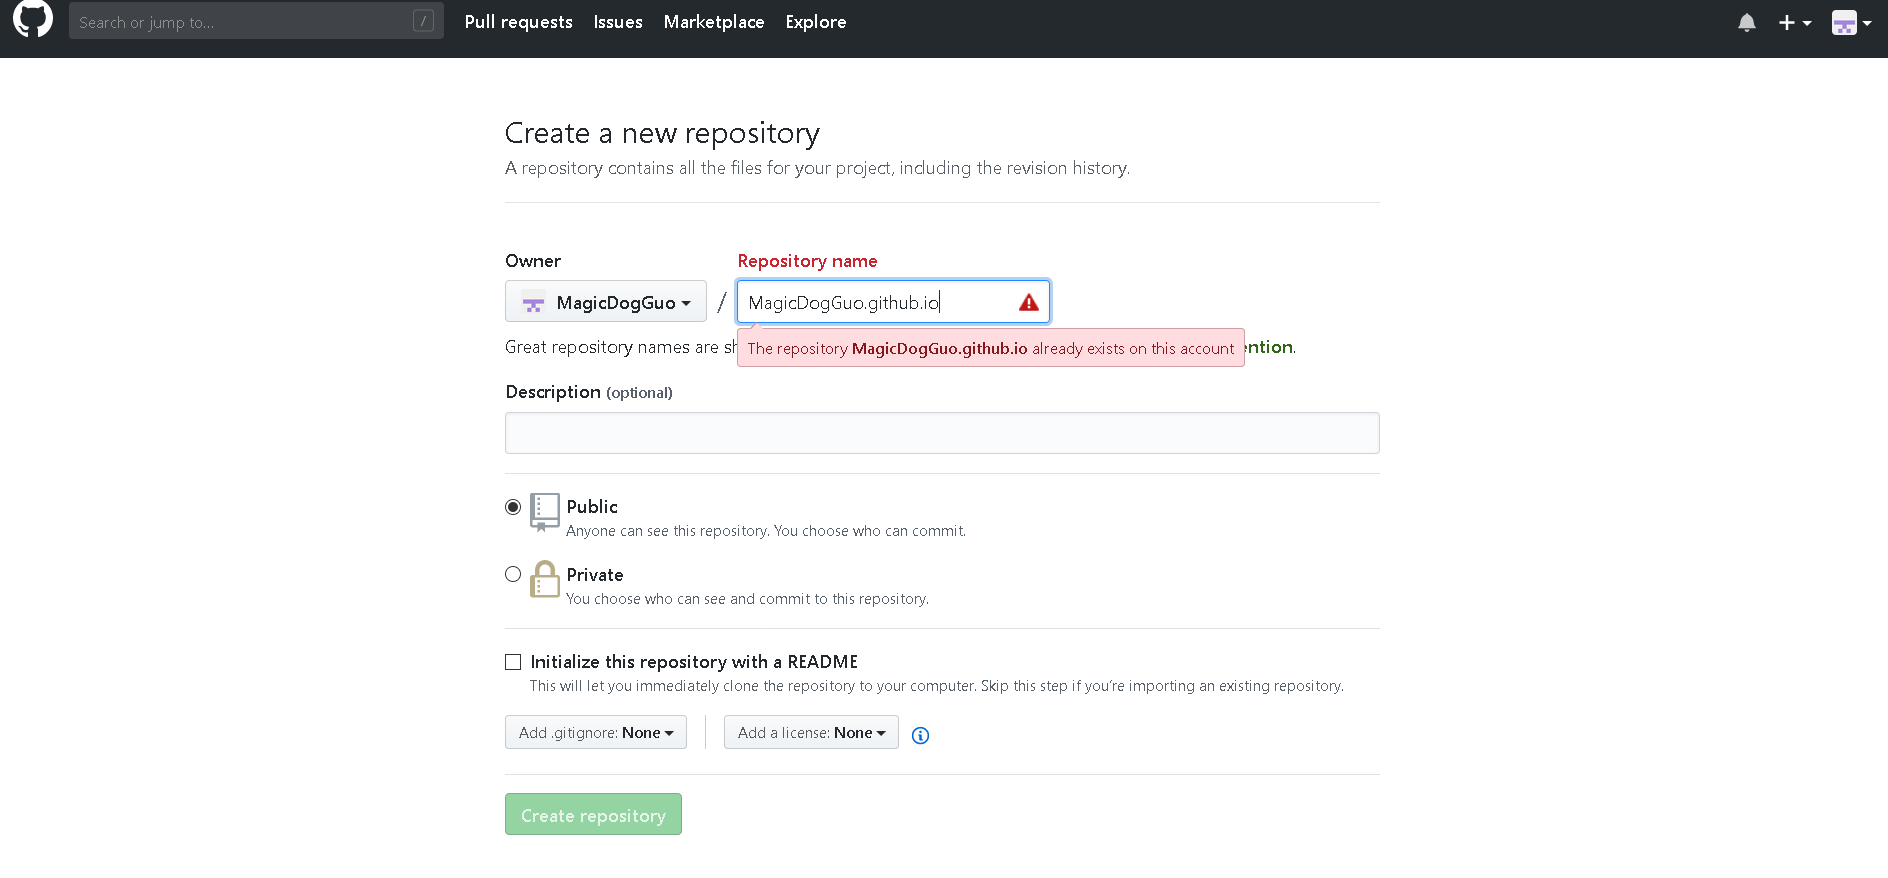 Search or jump to... / Pull requests Issues Marketplace Explore
Create a new repository
A repository contains all the files for your project, including the revision history.
Owner Repository name
MagicDogGuo / MagicDogGuo.github.io
The repository MagicDogGuo.github.io already exists on this account
Great repository names are sh ention.
Description (optional)
Public
Anyone can see this repository. You choose who can commit.
Private
You choose who can see and commit to this repository.
Initialize this repository with a README
This will let you immediately clone the repository to your computer. Skip this step if you're importing an existing repository.
Add .gitignore: None Add a license: None
Create repository